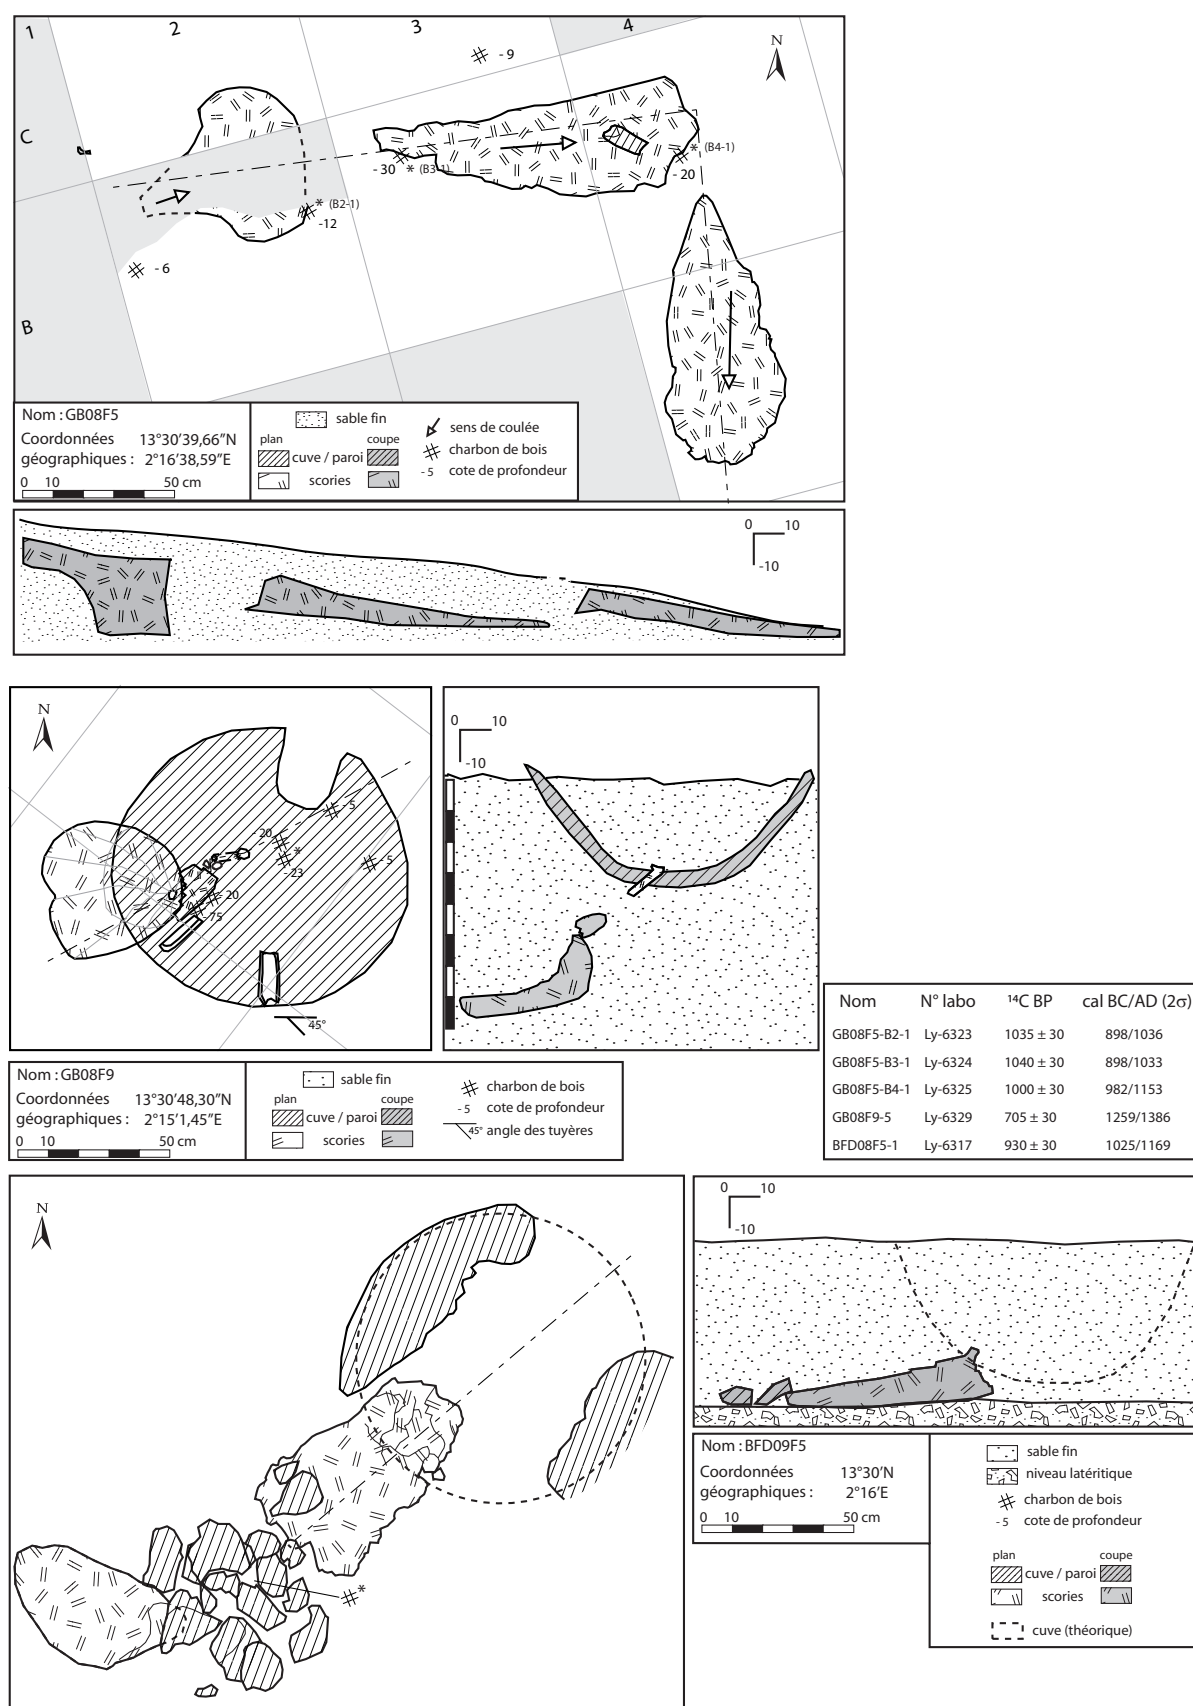 1
2
3
4
N
- 9
C
- 30 * (B3-1)
* (B4-1)
- 20
* (B2-1)
-12
- 6
B
Nom : GB08F5
Coordonnées 13°30'39,66"N
géographiques : 2°16'38,59"E
0 10 50 cm
sable fin
plan coupe
cuve / paroi
scories
sens de coulée
charbon de bois
- 5 cote de profondeur
0 10
-10
N
- 5
- 20
*
- 23
- 5
- 20
- 75
45°
0 10
-10
Nom : GB08F9
Coordonnées 13°30'48,30"N
géographiques : 2°15'1,45"E
0 10 50 cm
sable fin
plan coupe
cuve / paroi
scories
charbon de bois
- 5 cote de profondeur
45° angle des tuyères
Nom N° labo ¹⁴C BP cal BC/AD (2σ)
GB08F5-B2-1 Ly-6323 1035 ± 30 898/1036
GB08F5-B3-1 Ly-6324 1040 ± 30 898/1033
GB08F5-B4-1 Ly-6325 1000 ± 30 982/1153
GB08F9-5 Ly-6329 705 ± 30 1259/1386
BFD08F5-1 Ly-6317 930 ± 30 1025/1169
N
*
0 10
-10
Nom : BFD09F5
Coordonnées 13°30'N
géographiques : 2°16'E
0 10 50 cm
sable fin
niveau latéritique
charbon de bois
- 5 cote de profondeur
plan coupe
cuve / paroi
scories
cuve (théorique)